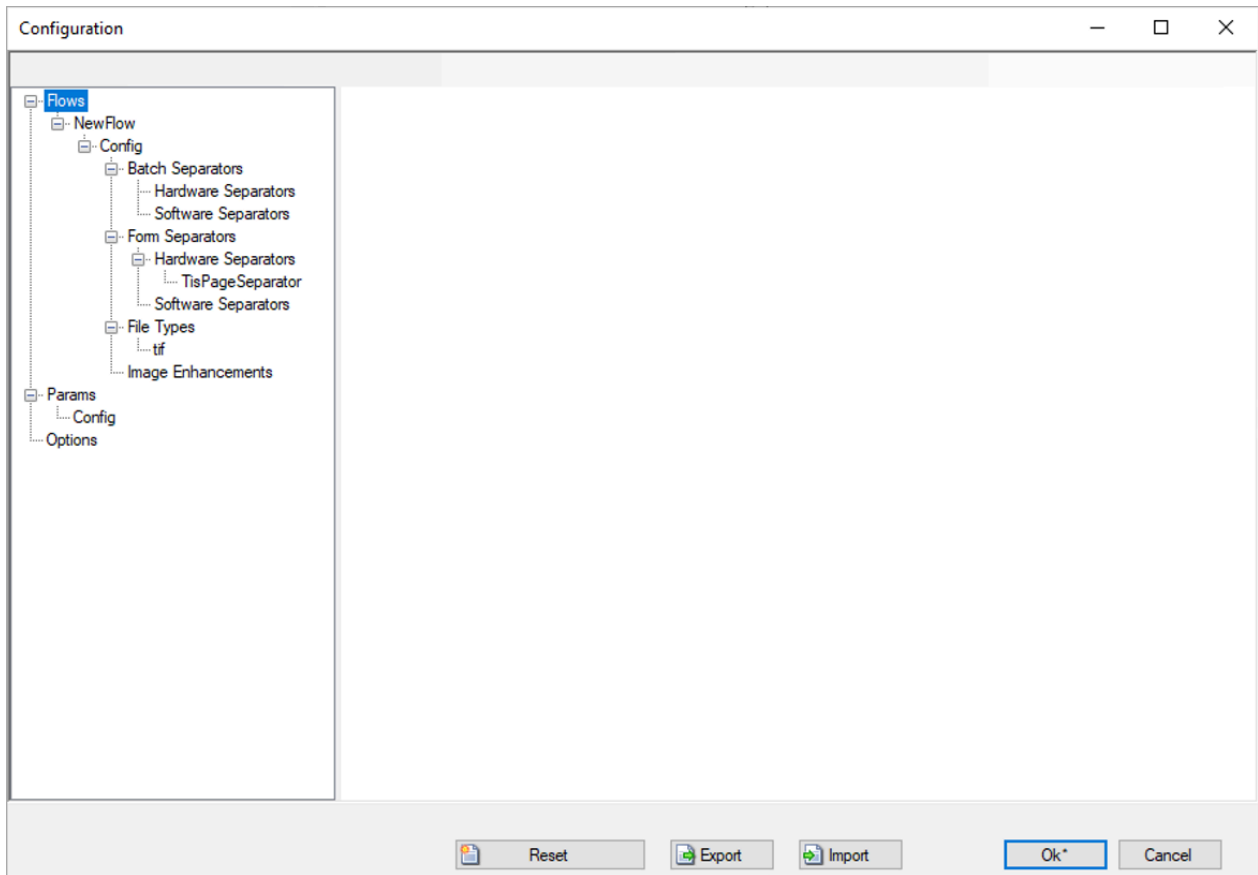 Configuration
Flows
NewFlow
Config
Batch Separators
Hardware Separators
Software Separators
Form Separators
Hardware Separators
TisPageSeparator
Software Separators
File Types
tif
Image Enhancements
Params
Config
Options
Reset Export Import Ok* Cancel